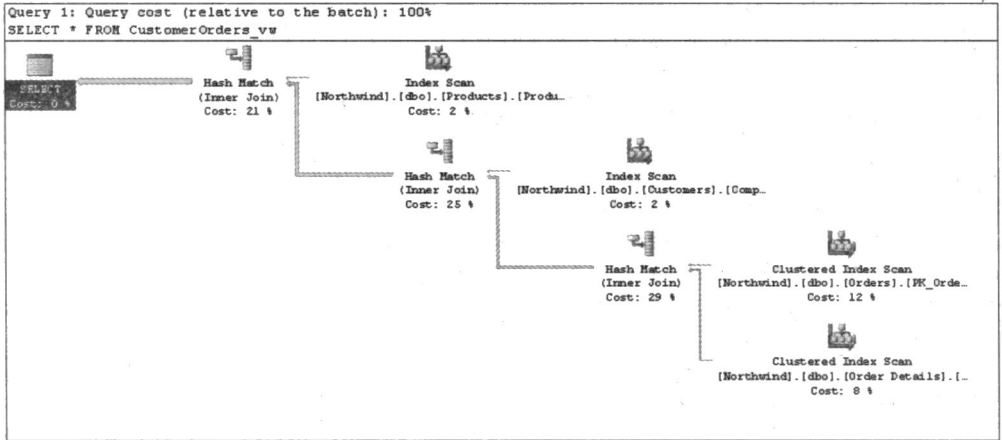 Query 1: Query cost (relative to the batch): 100%
SELECT * FROM CustomerOrders_vw
SELECT
Cost: 0 %
Hash Match
(Inner Join)
Cost: 21 %
Index Scan
[Northwind].[dbo].[Products].[Produ…
Cost: 2 %
Hash Match
(Inner Join)
Cost: 25 %
Index Scan
[Northwind].[dbo].[Customers].[Comp…
Cost: 2 %
Hash Match
(Inner Join)
Cost: 29 %
Clustered Index Scan
[Northwind].[dbo].[Orders].[PK_Orde…
Cost: 12 %
Clustered Index Scan
[Northwind].[dbo].[Order Details].[…
Cost: 8 %